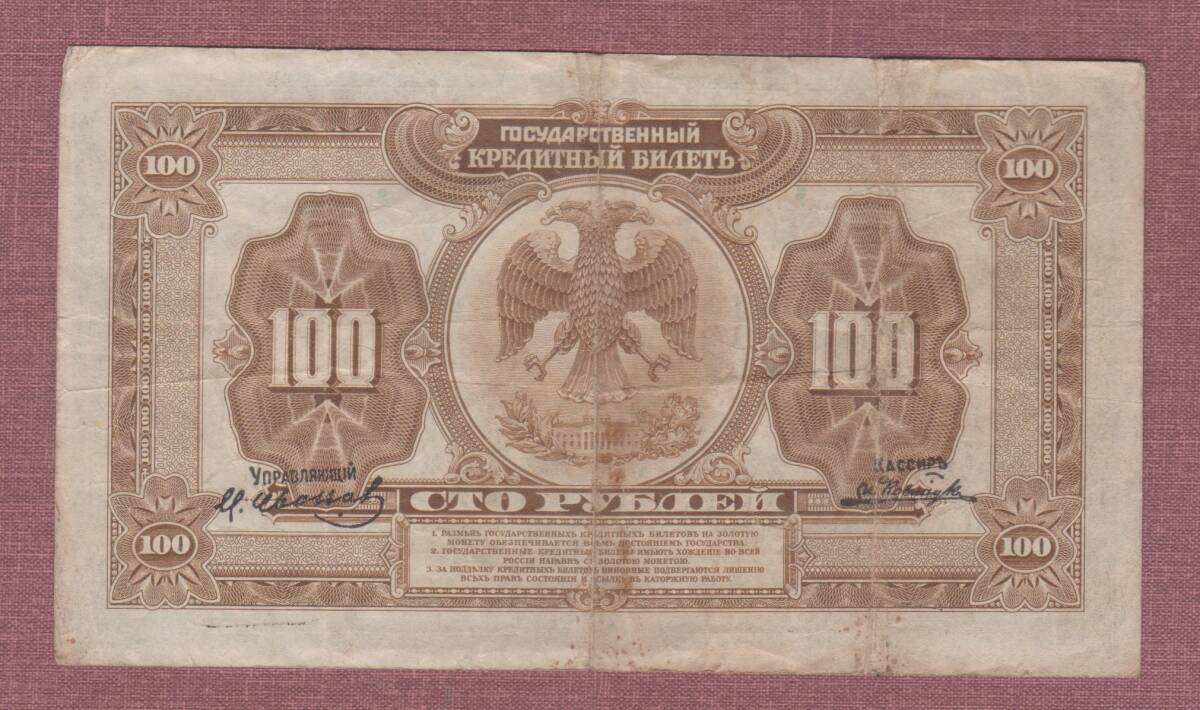 ГОСУДАРСТВЕННЫЙ
КРЕДИТНЫЙ БИЛЕТЪ
100
100
100
100
УПРАВЛЯЮЩІЙ
КАССИРЪ
СТО РУБЛЕЙ
1. РАЗМѢНЪ ГОСУДАРСТВЕННЫХЪ КРЕДИТНЫХЪ БИЛЕТОВЪ НА ЗОЛОТУЮ
МОНЕТУ ОБЕЗПЕЧИВАЕТСЯ ВСѢМЪ ДОСТОЯНІЕМЪ ГОСУДАРСТВА.
2. ГОСУДАРСТВЕННЫЕ КРЕДИТНЫЕ БИЛЕТЫ ИМѢЮТЪ ХОЖДЕНІЕ ВО ВСЕЙ
РОССІИ НАРАВНѢ СЪ ЗОЛОТОЮ МОНЕТОЮ.
3. ЗА ПОДДѢЛКУ КРЕДИТНЫХЪ БИЛЕТОВЪ ВИНОВНЫЕ ПОДВЕРГАЮТСЯ ЛИШЕНІЮ
ВСѢХЪ ПРАВЪ СОСТОЯНІЯ И ССЫЛКѢ ВЪ КАТОРЖНУЮ РАБОТУ.
100
100